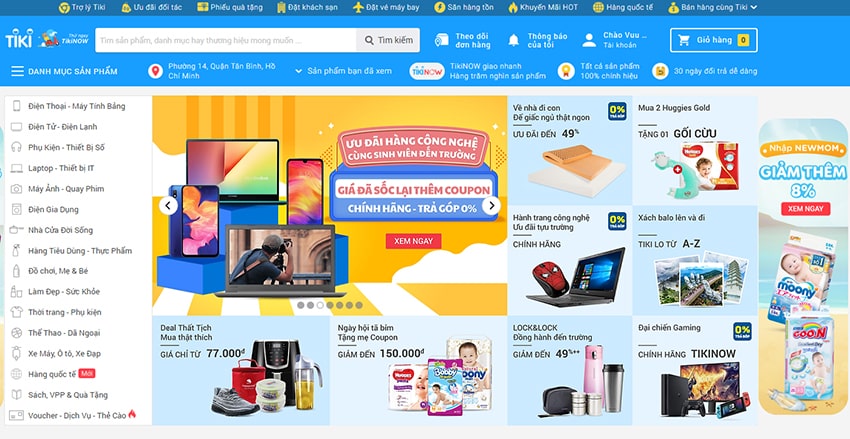 Trợ lý Tiki
Ưu đãi đối tác
Phiếu quà tặng
Đặt khách sạn
Đặt vé máy bay
Săn hàng tồn
Khuyến Mãi HOT
Hàng quốc tế
Bán hàng cùng Tiki
TIKI
Thứ ngay
TikiNOW
Tìm sản phẩm, danh mục hay thương hiệu mong muốn ...
Tìm kiếm
Theo dõi
đơn hàng
Thông báo
của tôi
Chào Vuu ...
Tài khoản
Giỏ hàng 0
DANH MỤC SẢN PHẨM
Phường 14, Quận Tân Bình, Hồ
Chí Minh
Sản phẩm bạn đã xem
TIKINOW
TikiNOW giao nhanh
Hàng trăm nghìn sản phẩm
Tất cả sản phẩm
100% chính hiệu
30 ngày đổi trả dễ dàng
Điện Thoại - Máy Tính Bảng
Điện Tử - Điện Lạnh
Phụ Kiện - Thiết Bị Số
Laptop - Thiết bị IT
Máy Ảnh - Quay Phim
Điện Gia Dụng
Nhà Cửa Đời Sống
Hàng Tiêu Dùng - Thực Phẩm
Đồ chơi, Mẹ & Bé
Làm Đẹp - Sức Khỏe
Thời trang - Phụ kiện
Thể Thao - Dã Ngoại
Xe Máy, Ô tô, Xe Đạp
Hàng quốc tế Mới
Sách, VPP & Quà Tặng
Voucher - Dịch Vụ - Thẻ Cào
ƯU ĐÃI HÀNG CÔNG NGHỆ
CÙNG SINH VIÊN ĐẾN TRƯỜNG
GIÁ ĐÃ SỐC LẠI THÊM COUPON
CHÍNH HÃNG - TRẢ GÓP 0%
XEM NGAY
Về nhà đi con
Để giấc ngủ thật ngon
ƯU ĐÃI ĐẾN 49%
0%
TRẢ GÓP
Mua 2 Huggies Gold
TẶNG 01 GỐI CỪU
Huggies
Hành trang công nghệ
Ưu đãi tựu trường
CHÍNH HÃNG
0%
TRẢ GÓP
Xách balo lên và đi
TIKI LO TỪ A-Z
Deal Thất Tịch
Mua thật thích
GIÁ CHỈ TỪ 77.000đ
Ngày hội tã bỉm
Tặng mẹ Coupon
GIẢM ĐẾN 150.000đ
Huggies
Bobby
moony
LOCK&LOCK
Đồng hành đến trường
GIẢM ĐẾN 49%++
Đại chiến Gaming
CHÍNH HÃNG TIKINOW
0%
TRẢ GÓP
Nhập NEWMOM
GIẢM THÊM
8%
XEM NGAY
moony
GOO.N